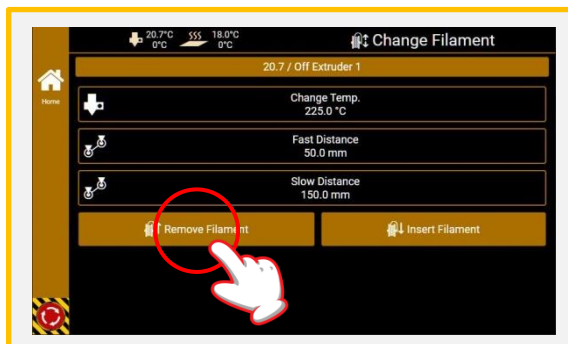 20.7°C
0°C
18.0°C
0°C
Change Filament
20.7 / Off Extruder 1
Home
Change Temp.
225.0 °C
Fast Distance
50.0 mm
Slow Distance
150.0 mm
Remove Filament
Insert Filament